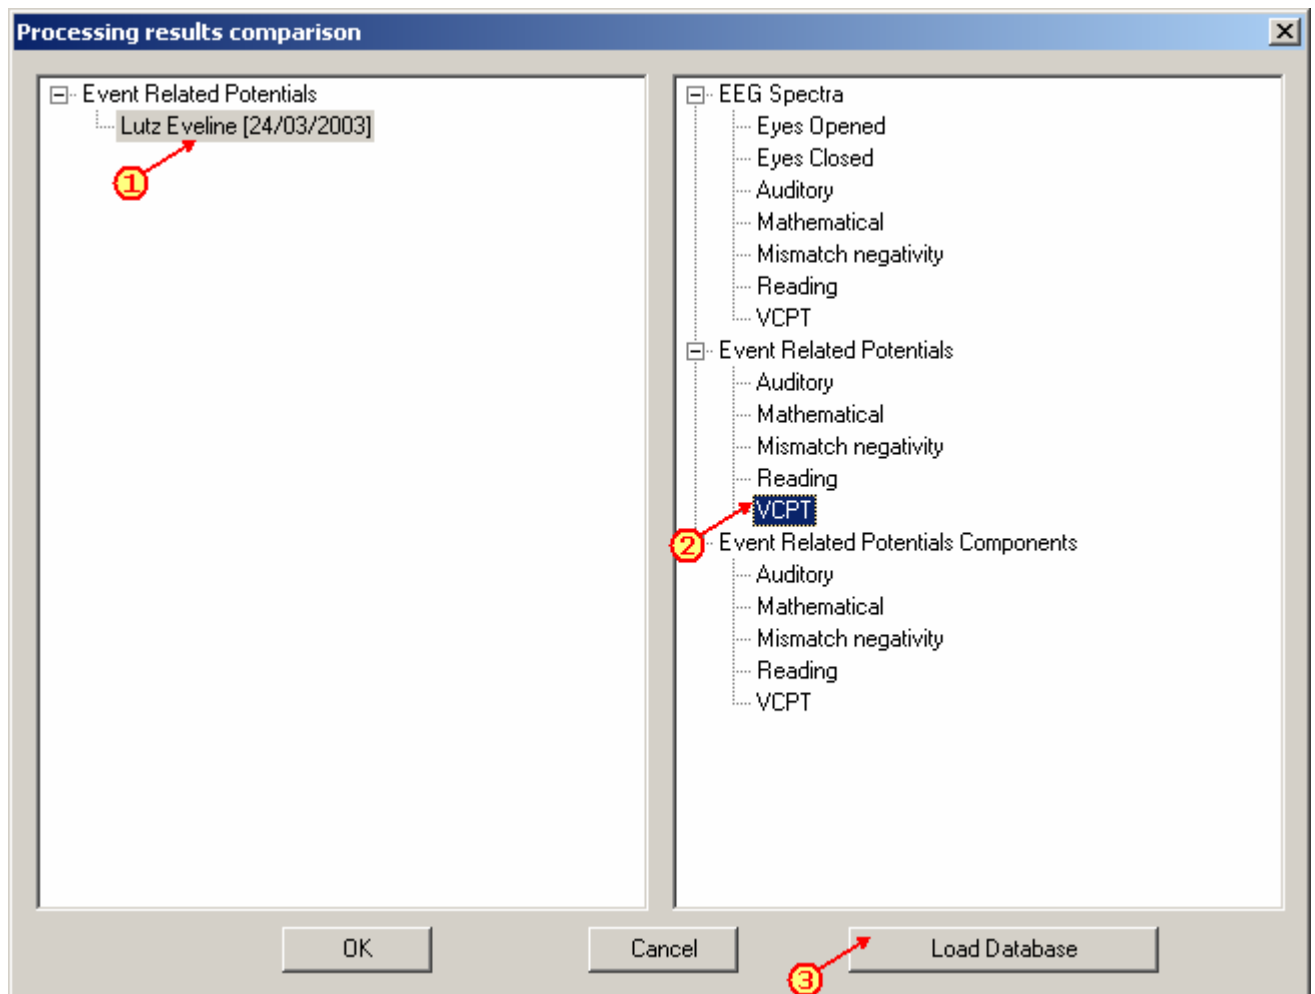 Processing results comparison
Event Related Potentials
Lutz Eveline [24/03/2003]
1
EEG Spectra
Eyes Opened
Eyes Closed
Auditory
Mathematical
Mismatch negativity
Reading
VCPT
Event Related Potentials
Auditory
Mathematical
Mismatch negativity
Reading
VCPT
2
Event Related Potentials Components
Auditory
Mathematical
Mismatch negativity
Reading
VCPT
OK
Cancel
Load Database
3